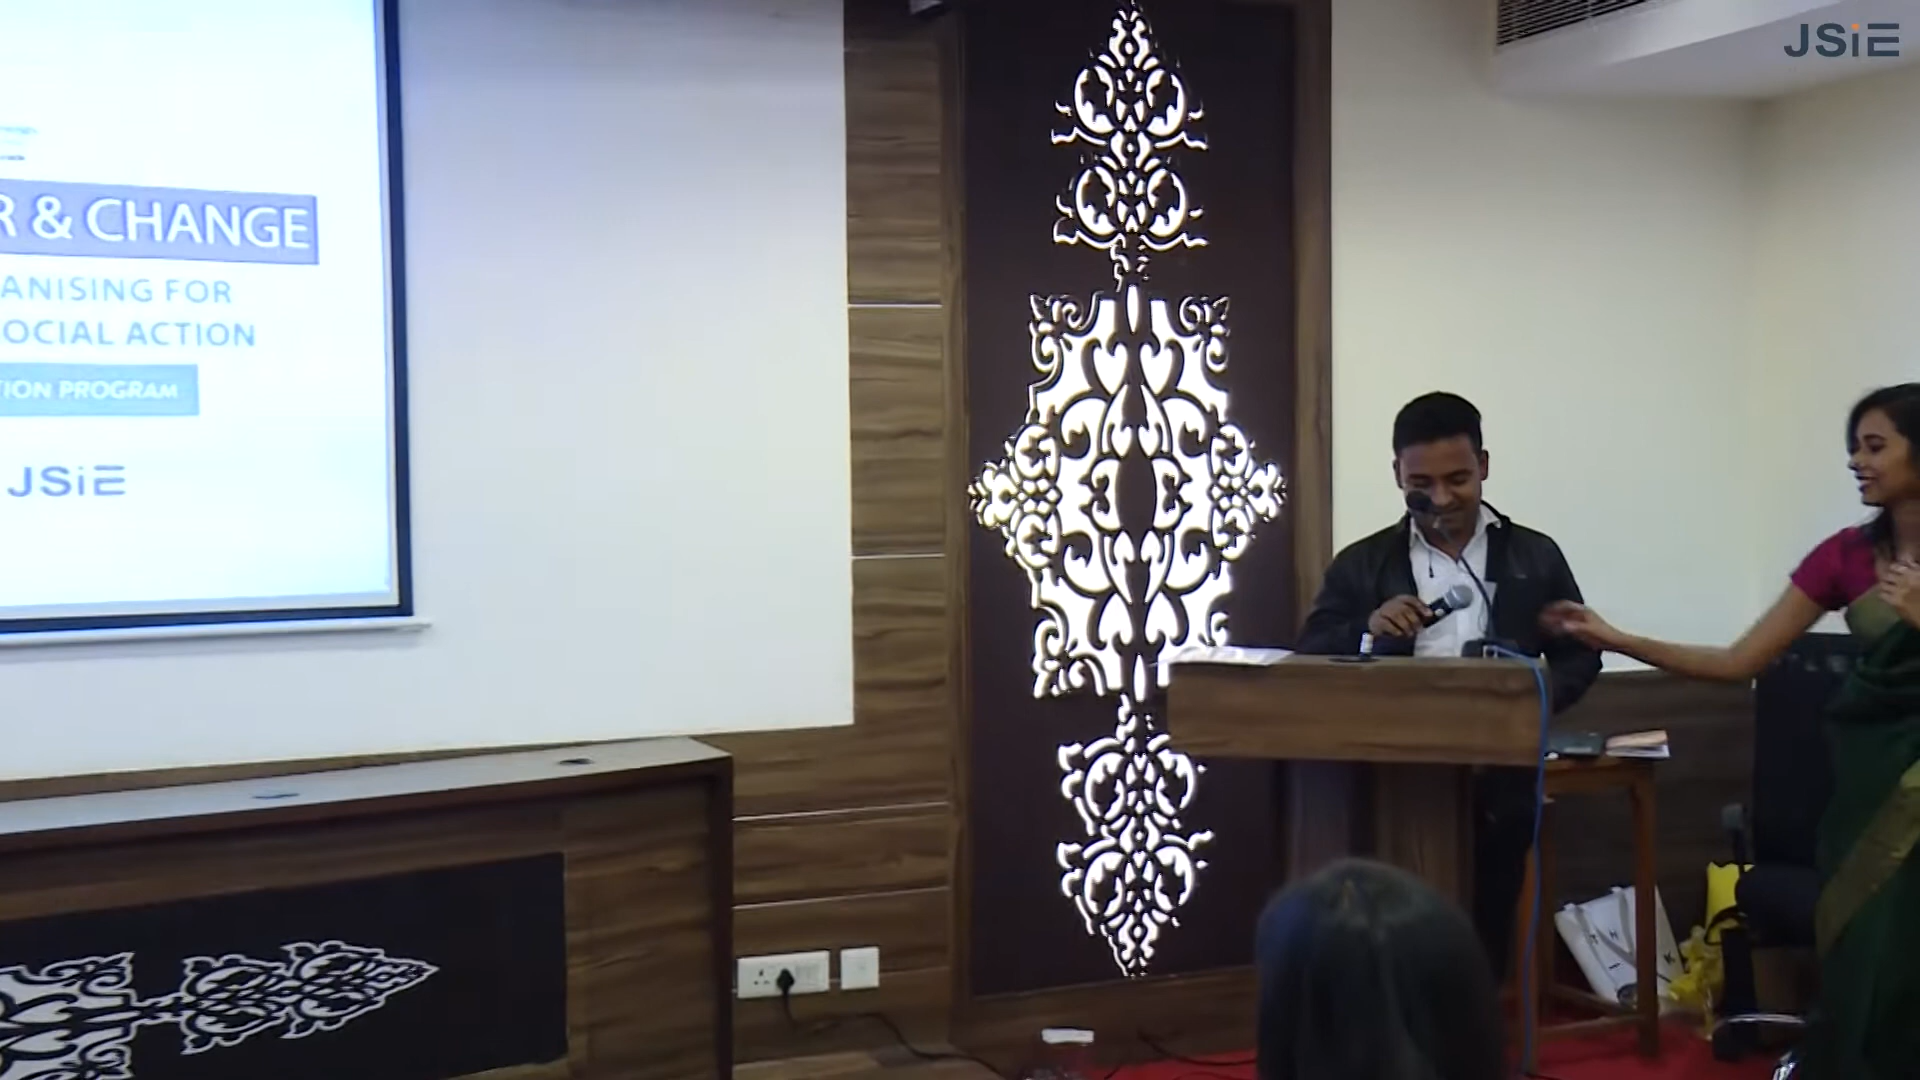 JSiE
R & CHANGE
ANISING FOR
OCIAL ACTION
TION PROGRAM
JSiE
T H
I K